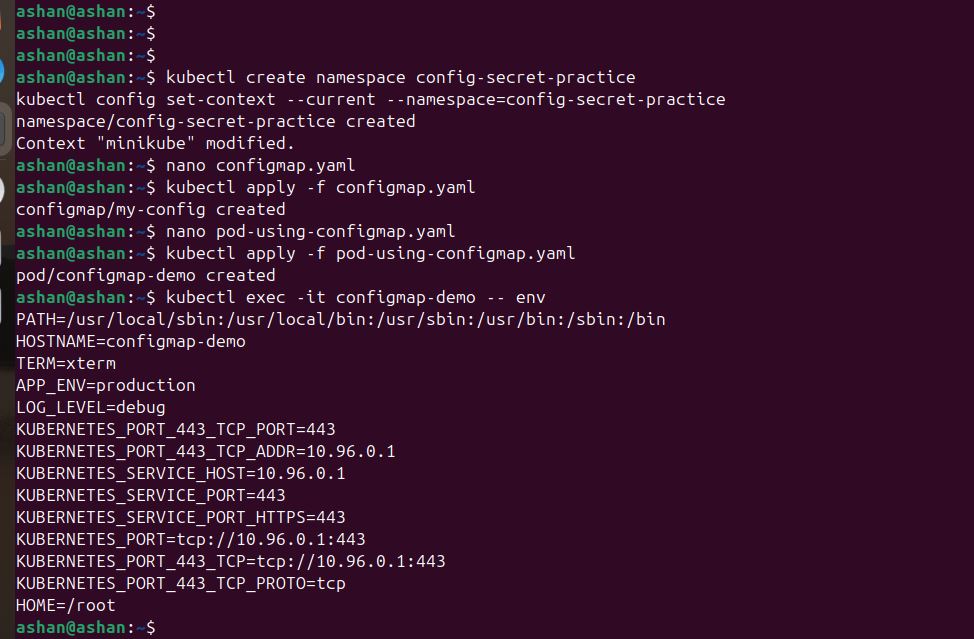 ashan@ashan:~$
ashan@ashan:~$
ashan@ashan:~$
ashan@ashan:~$ kubectl create namespace config-secret-practice
kubectl config set-context --current --namespace=config-secret-practice
namespace/config-secret-practice created
Context "minikube" modified.
ashan@ashan:~$ nano configmap.yaml
ashan@ashan:~$ kubectl apply -f configmap.yaml
configmap/my-config created
ashan@ashan:~$ nano pod-using-configmap.yaml
ashan@ashan:~$ kubectl apply -f pod-using-configmap.yaml
pod/configmap-demo created
ashan@ashan:~$ kubectl exec -it configmap-demo -- env
PATH=/usr/local/sbin:/usr/local/bin:/usr/sbin:/usr/bin:/sbin:/bin
HOSTNAME=configmap-demo
TERM=xterm
APP_ENV=production
LOG_LEVEL=debug
KUBERNETES_PORT_443_TCP_PORT=443
KUBERNETES_PORT_443_TCP_ADDR=10.96.0.1
KUBERNETES_SERVICE_HOST=10.96.0.1
KUBERNETES_SERVICE_PORT=443
KUBERNETES_SERVICE_PORT_HTTPS=443
KUBERNETES_PORT=tcp://10.96.0.1:443
KUBERNETES_PORT_443_TCP=tcp://10.96.0.1:443
KUBERNETES_PORT_443_TCP_PROTO=tcp
HOME=/root
ashan@ashan:~$